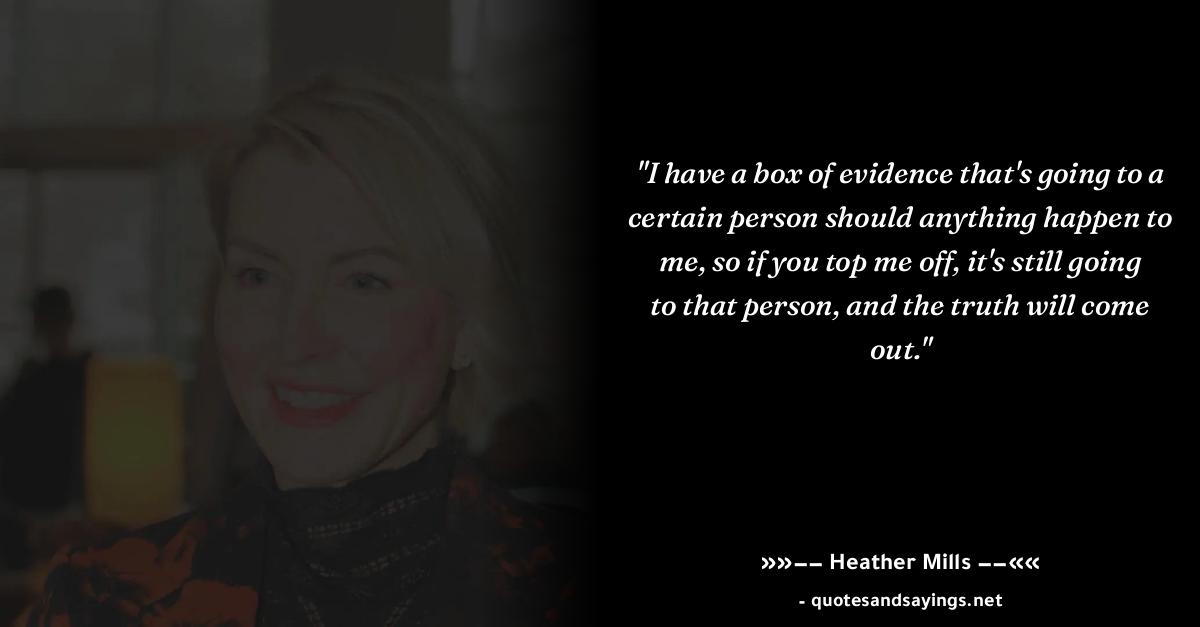 "I have a box of evidence that's going to a
certain person should anything happen to
me, so if you top me off, it's still going
to that person, and the truth will come
out."
»»−− Heather Mills −−««
- quotesandsayings.net